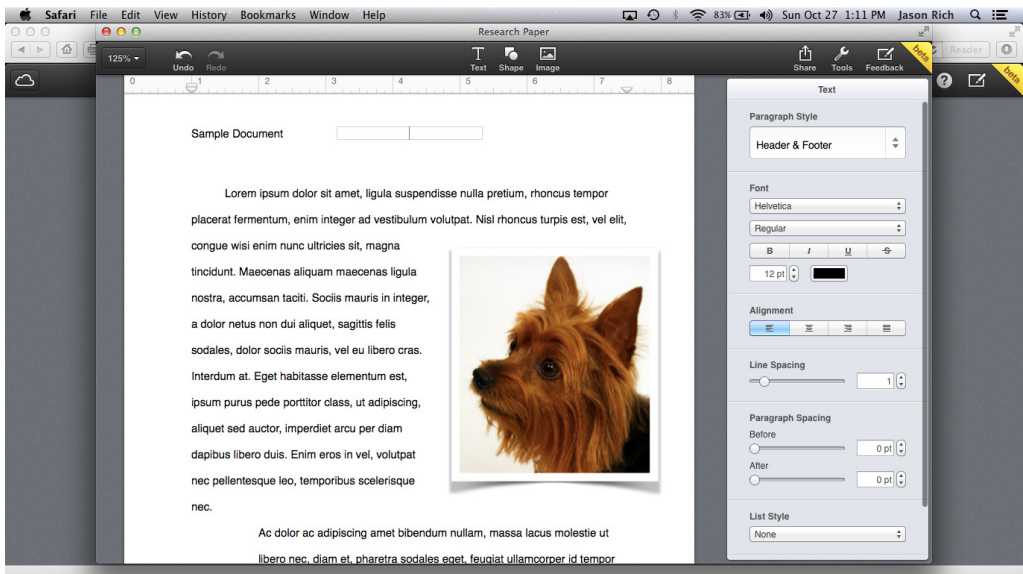 Safari File Edit View History Bookmarks Window Help 83% Sun Oct 27 1:11 PM Jason Rich
Research Paper
Reader
125% Undo Redo Text Shape Image Share Tools Feedback beta
beta
0 1 2 3 4 5 6 7 8
Sample Document
Lorem ipsum dolor sit amet, ligula suspendisse nulla pretium, rhoncus tempor
placerat fermentum, enim integer ad vestibulum volutpat. Nisl rhoncus turpis est, vel elit,
congue wisi enim nunc ultricies sit, magna
tincidunt. Maecenas aliquam maecenas ligula
nostra, accumsan taciti. Sociis mauris in integer,
a dolor netus non dui aliquet, sagittis felis
sodales, dolor sociis mauris, vel eu libero cras.
Interdum at. Eget habitasse elementum est,
ipsum purus pede porttitor class, ut adipiscing,
aliquet sed auctor, imperdiet arcu per diam
dapibus libero duis. Enim eros in vel, volutpat
nec pellentesque leo, temporibus scelerisque
nec.
Ac dolor ac adipiscing amet bibendum nullam, massa lacus molestie ut
libero nec, diam et, pharetra sodales eget, feugiat ullamcorper id tempor
Text
Paragraph Style
Header & Footer
Font
Helvetica
Regular
B I U S
12 pt
Alignment
Line Spacing
1
Paragraph Spacing
Before
0 pt
After
0 pt
List Style
None